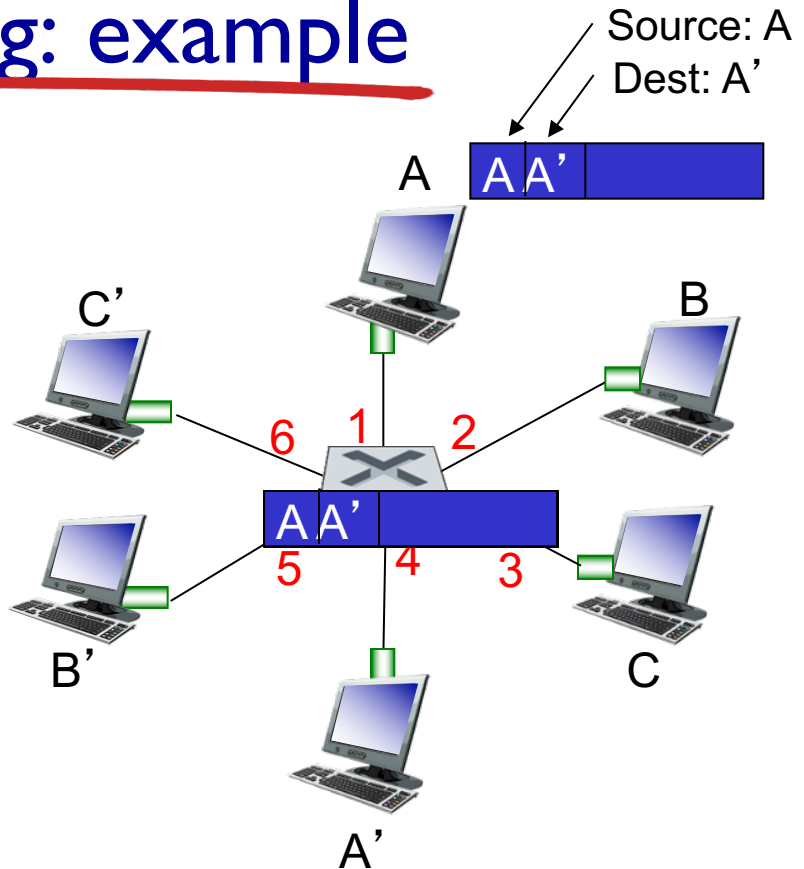 g: example
Source: A
Dest: A’
A
A A’
C’
B
6
1
2
A A’
5
4
3
B’
C
A’